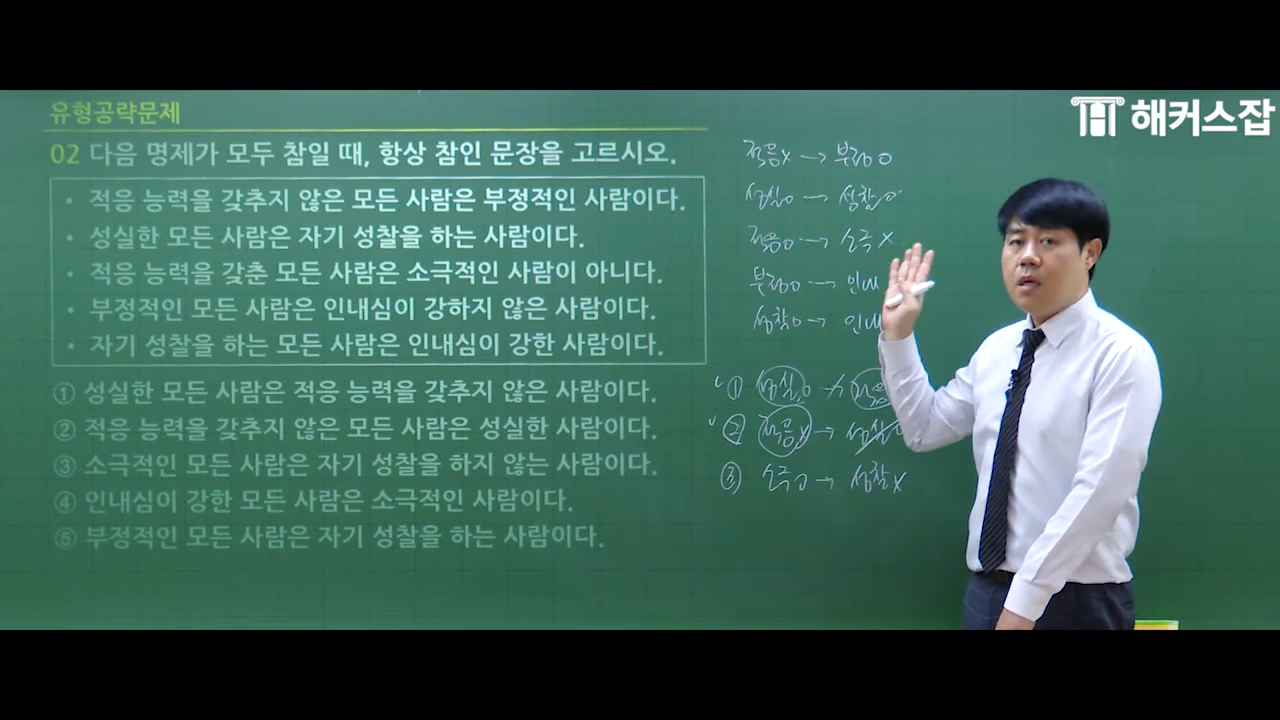 해커스잡
유형공략문제
02 다음 명제가 모두 참일 때, 항상 참인 문장을 고르시오.
• 적응 능력을 갖추지 않은 모든 사람은 부정적인 사람이다.
• 성실한 모든 사람은 자기 성찰을 하는 사람이다.
• 적응 능력을 갖춘 모든 사람은 소극적인 사람이 아니다.
• 부정적인 모든 사람은 인내심이 강하지 않은 사람이다.
• 자기 성찰을 하는 모든 사람은 인내심이 강한 사람이다.
① 성실한 모든 사람은 적응 능력을 갖추지 않은 사람이다.
② 적응 능력을 갖추지 않은 모든 사람은 성실한 사람이다.
③ 소극적인 모든 사람은 자기 성찰을 하지 않는 사람이다.
④ 인내심이 강한 모든 사람은 소극적인 사람이다.
⑤ 부정적인 모든 사람은 자기 성찰을 하는 사람이다.
적응x → 부정o
성실o → 성찰o
적응o → 소극x
부정o → 인내
성찰o → 인내
① 성실o → 적응
② 적응x → 성실
③ 소극o → 성찰x